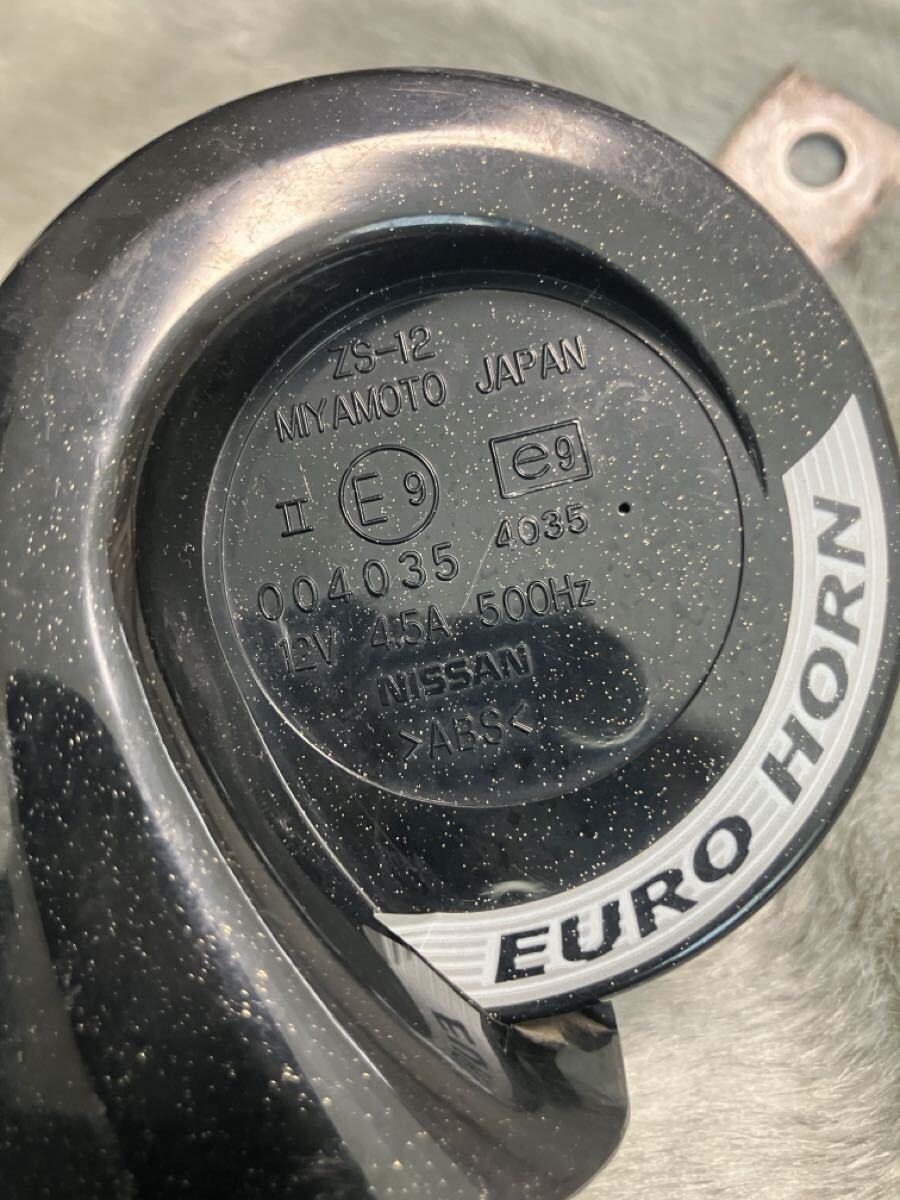 ZS-12
MIYAMOTO JAPAN
II E9 e9
004035 4035
12V 4.5A 500Hz
NISSAN
>ABS<
EURO HORN